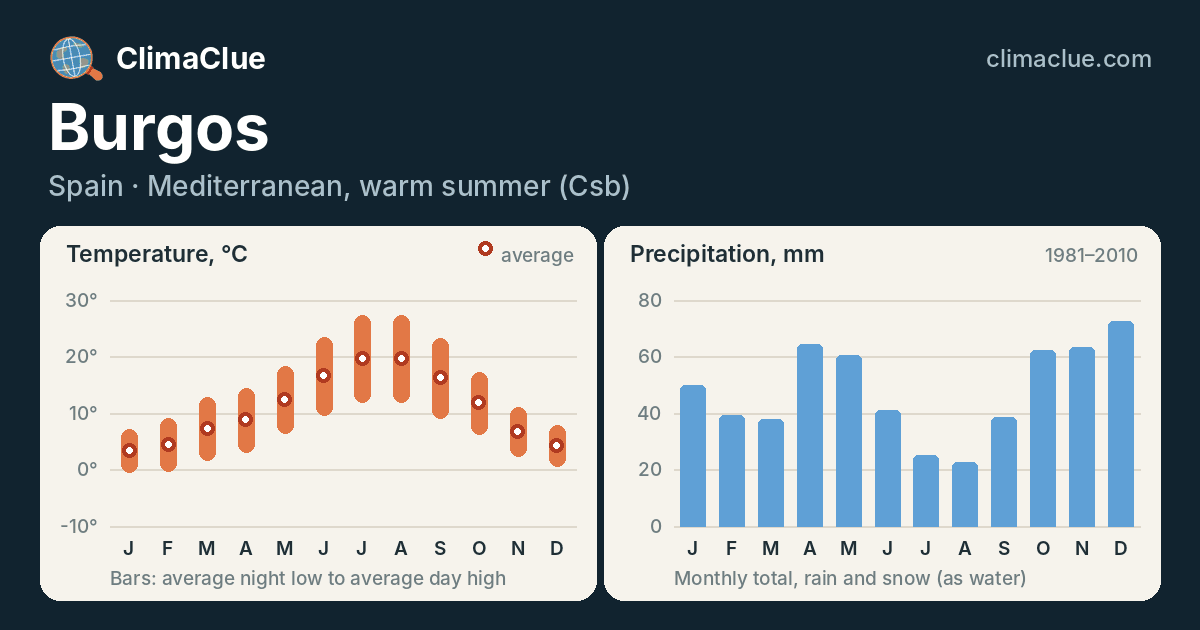 ClimaClue
climaclue.com
Burgos
Spain · Mediterranean, warm summer (Csb)
Temperature, °C
average
30°
20°
10°
0°
-10°
J F M A M J J A S O N D
Bars: average night low to average day high
Precipitation, mm
1981–2010
80
60
40
20
0
J F M A M J J A S O N D
Monthly total, rain and snow (as water)